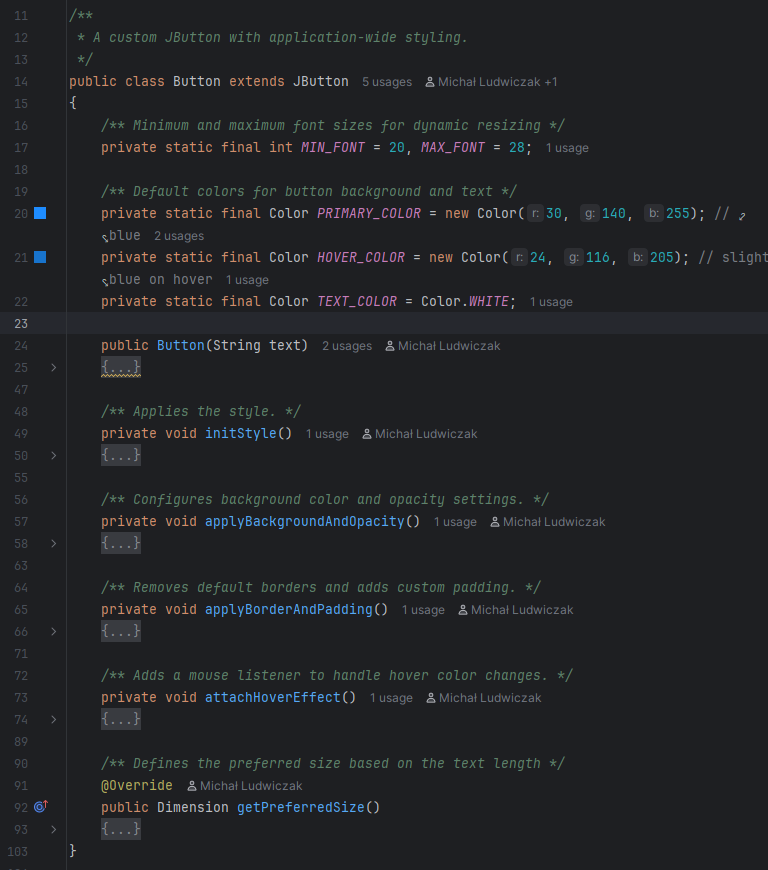 11 /**
12 * A custom JButton with application-wide styling.
13 */
14 public class Button extends JButton 5 usages Michał Ludwiczak +1
15 {
16 /** Minimum and maximum font sizes for dynamic resizing */
17 private static final int MIN_FONT = 20, MAX_FONT = 28; 1 usage
18
19 /** Default colors for button background and text */
20 private static final Color PRIMARY_COLOR = new Color( r: 30, g: 140, b: 255); //
blue 2 usages
21 private static final Color HOVER_COLOR = new Color( r: 24, g: 116, b: 205); // slight
blue on hover 1 usage
22 private static final Color TEXT_COLOR = Color.WHITE; 1 usage
23
24 public Button(String text) 2 usages Michał Ludwiczak
25 {...}
47
48 /** Applies the style. */
49 private void initStyle() 1 usage Michał Ludwiczak
50 {...}
55
56 /** Configures background color and opacity settings. */
57 private void applyBackgroundAndOpacity() 1 usage Michał Ludwiczak
58 {...}
63
64 /** Removes default borders and adds custom padding. */
65 private void applyBorderAndPadding() 1 usage Michał Ludwiczak
66 {...}
71
72 /** Adds a mouse listener to handle hover color changes. */
73 private void attachHoverEffect() 1 usage Michał Ludwiczak
74 {...}
89
90 /** Defines the preferred size based on the text length */
91 @Override Michał Ludwiczak
92 public Dimension getPreferredSize()
93 {...}
103 }